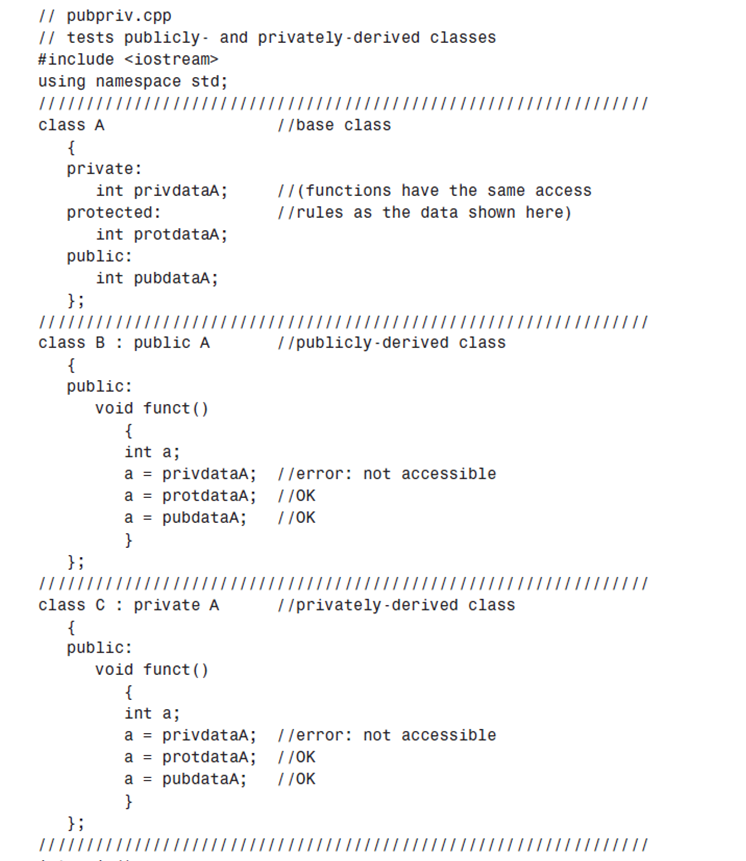 // pubpriv.cpp
// tests publicly- and privately-derived classes
#include <iostream>
using namespace std;
////////////////////////////////////////////////////////////////
class A                  //base class
   {
   private:
      int privdataA;     //(functions have the same access
   protected:            //rules as the data shown here)
      int protdataA;
   public:
      int pubdataA;
   };
////////////////////////////////////////////////////////////////
class B : public A       //publicly-derived class
   {
   public:
      void funct()
         {
         int a;
         a = privdataA;  //error: not accessible
         a = protdataA;  //OK
         a = pubdataA;   //OK
         }
   };
////////////////////////////////////////////////////////////////
class C : private A      //privately-derived class
   {
   public:
      void funct()
         {
         int a;
         a = privdataA;  //error: not accessible
         a = protdataA;  //OK
         a = pubdataA;   //OK
         }
   };
////////////////////////////////////////////////////////////////